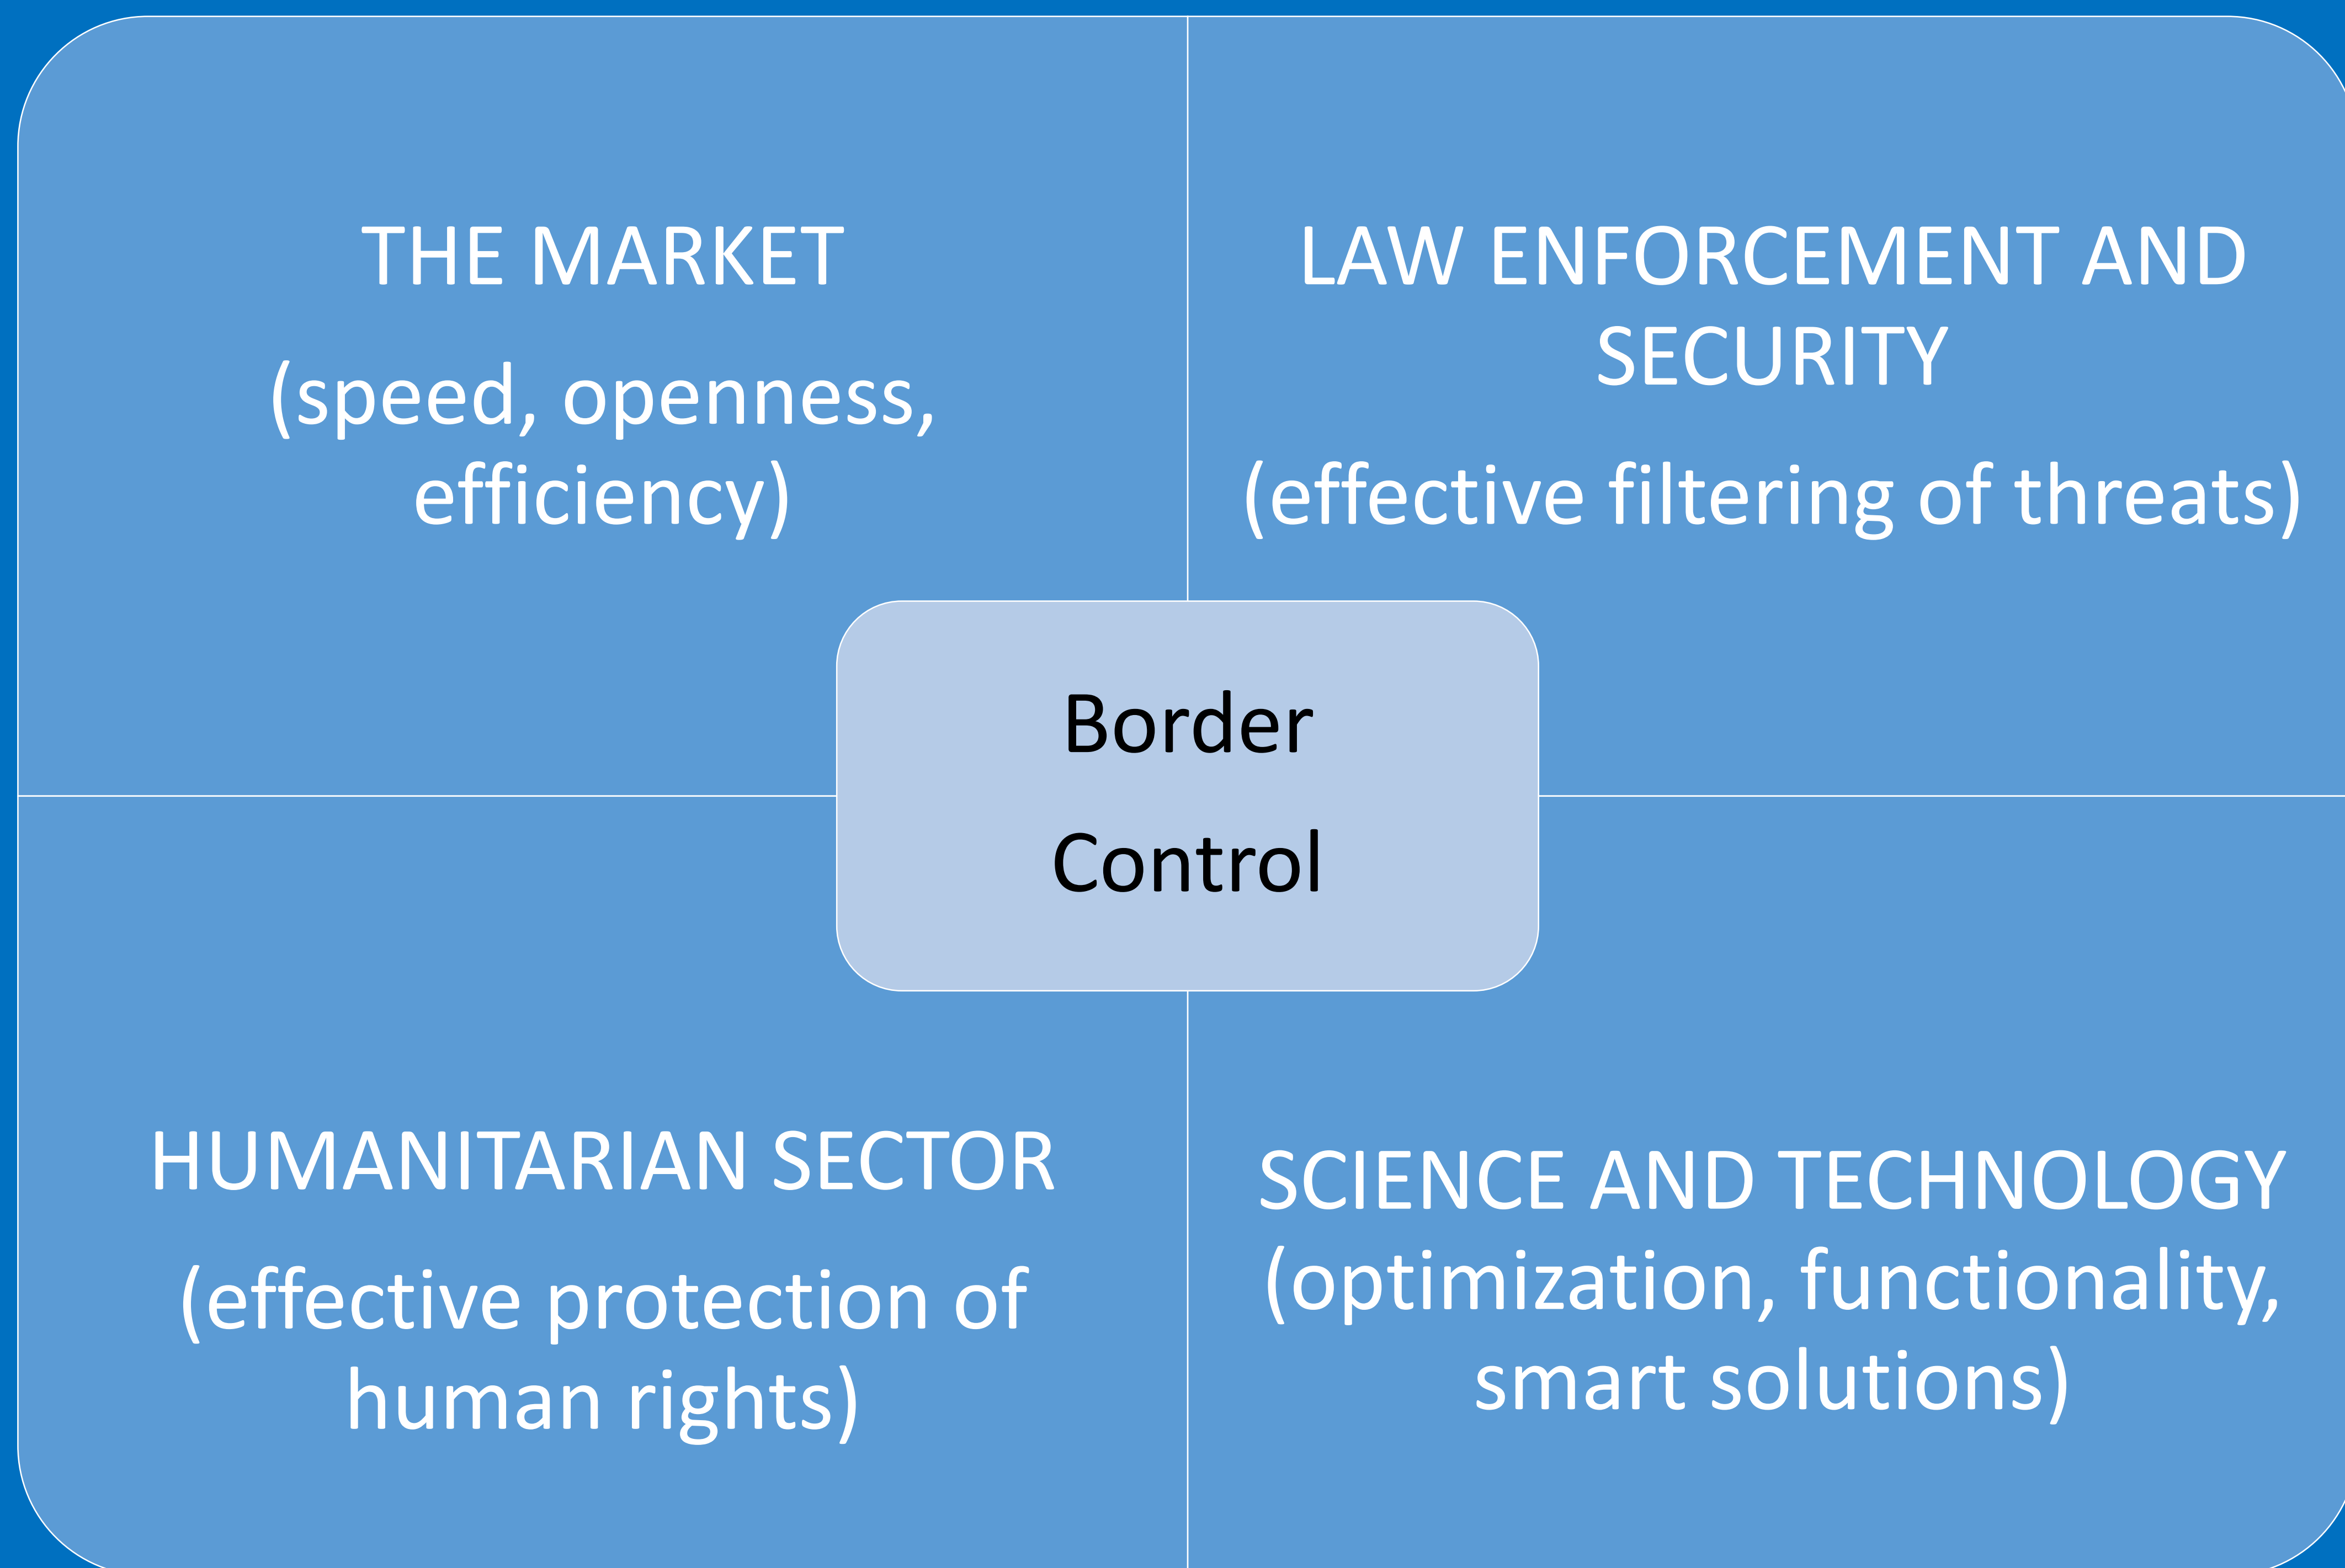 THE MARKET
(speed, openness,
efficiency)
LAW ENFORCEMENT AND
SECURITY
(effective filtering of threats)
Border
Control
HUMANITARIAN SECTOR
(effective protection of
human rights)
SCIENCE AND TECHNOLOGY
(optimization, functionality,
smart solutions)